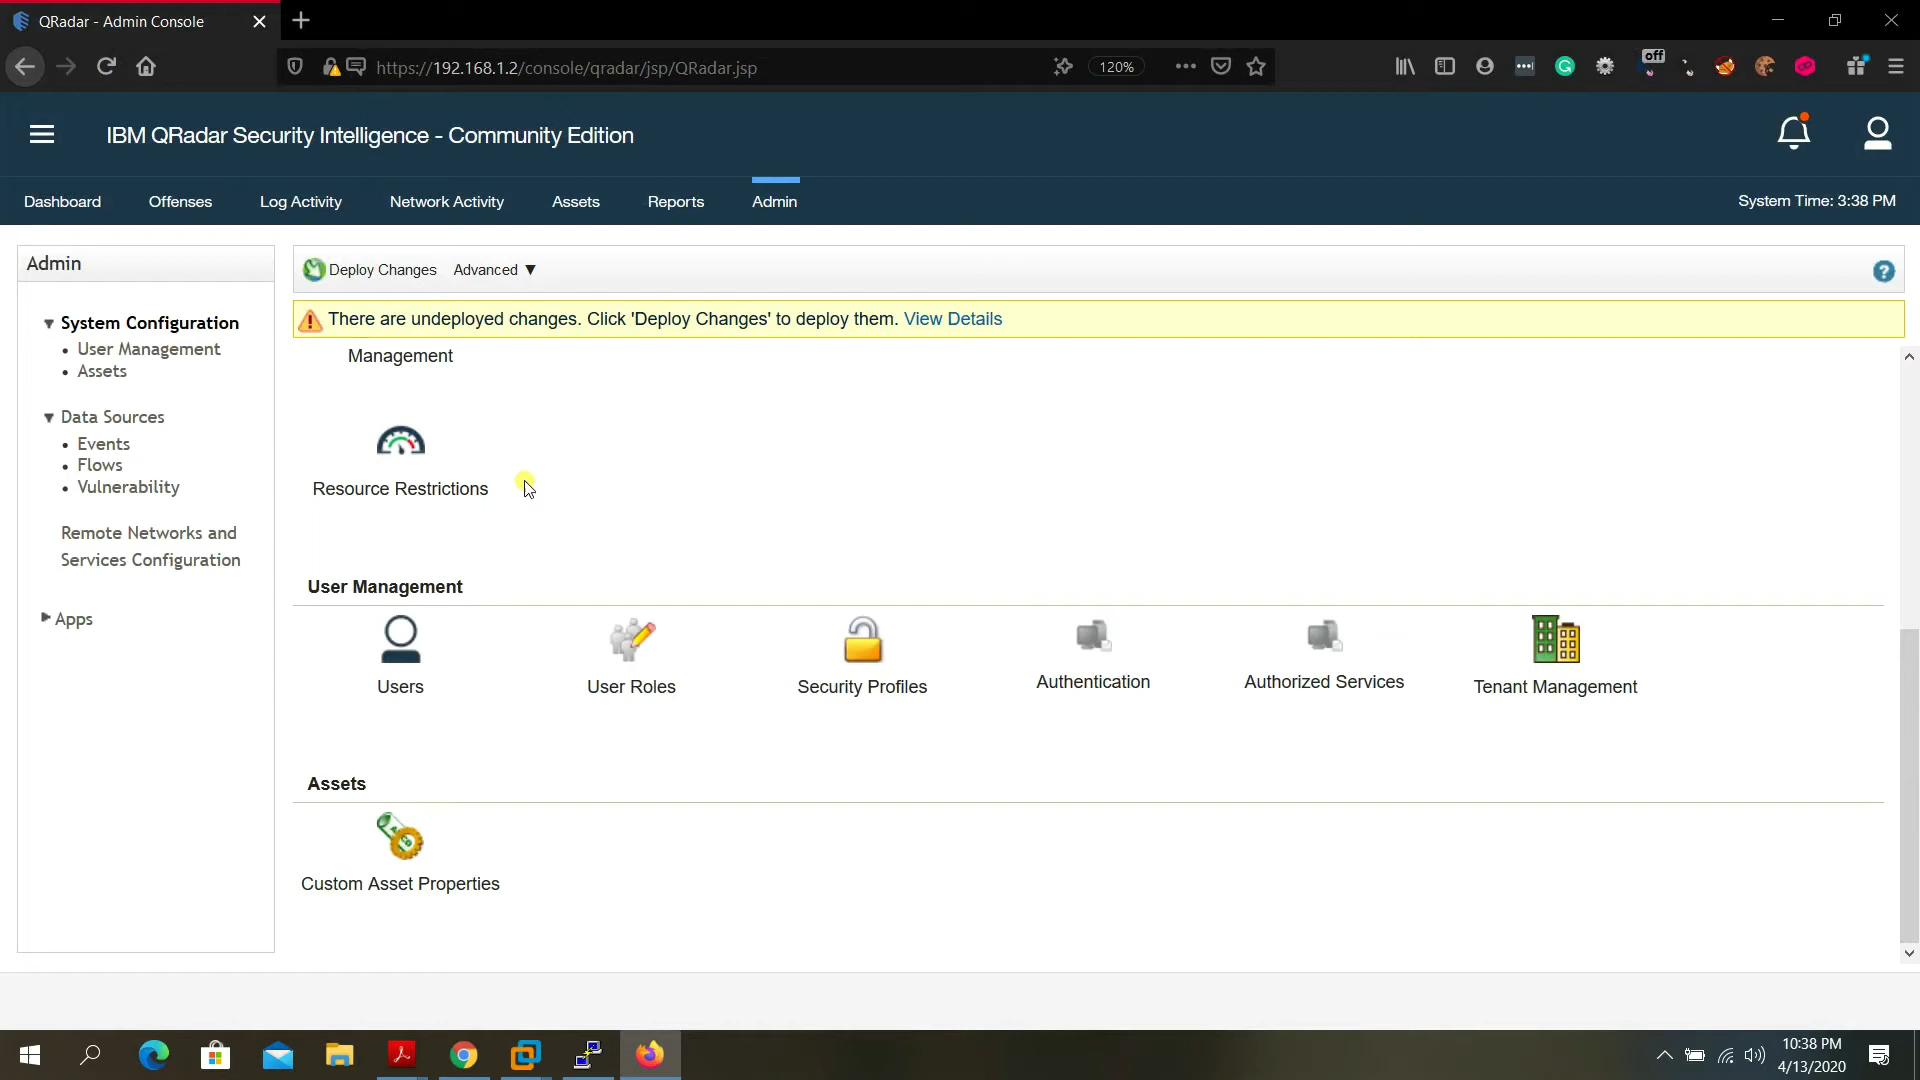 QRadar - Admin Console
https://192.168.1.2/console/qradar/jsp/QRadar.jsp
120%
off
IBM QRadar Security Intelligence - Community Edition
Dashboard
Offenses
Log Activity
Network Activity
Assets
Reports
Admin
System Time: 3:38 PM
Admin
System Configuration
User Management
Assets
Data Sources
Events
Flows
Vulnerability
Remote Networks and
Services Configuration
Apps
Deploy Changes
Advanced ▼
There are undeployed changes. Click 'Deploy Changes' to deploy them. View Details
Management
Resource Restrictions
User Management
Users
User Roles
Security Profiles
Authentication
Authorized Services
Tenant Management
Assets
Custom Asset Properties
10:38 PM
4/13/2020